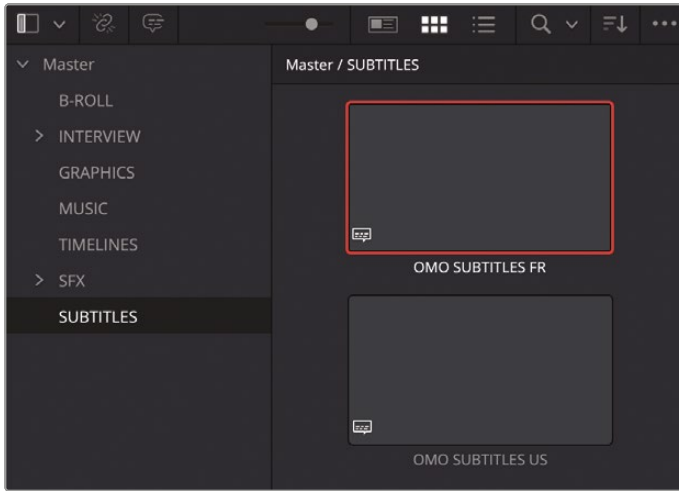 Master
Master / SUBTITLES
B-ROLL
INTERVIEW
GRAPHICS
MUSIC
TIMELINES
SFX
SUBTITLES
OMO SUBTITLES FR
OMO SUBTITLES US